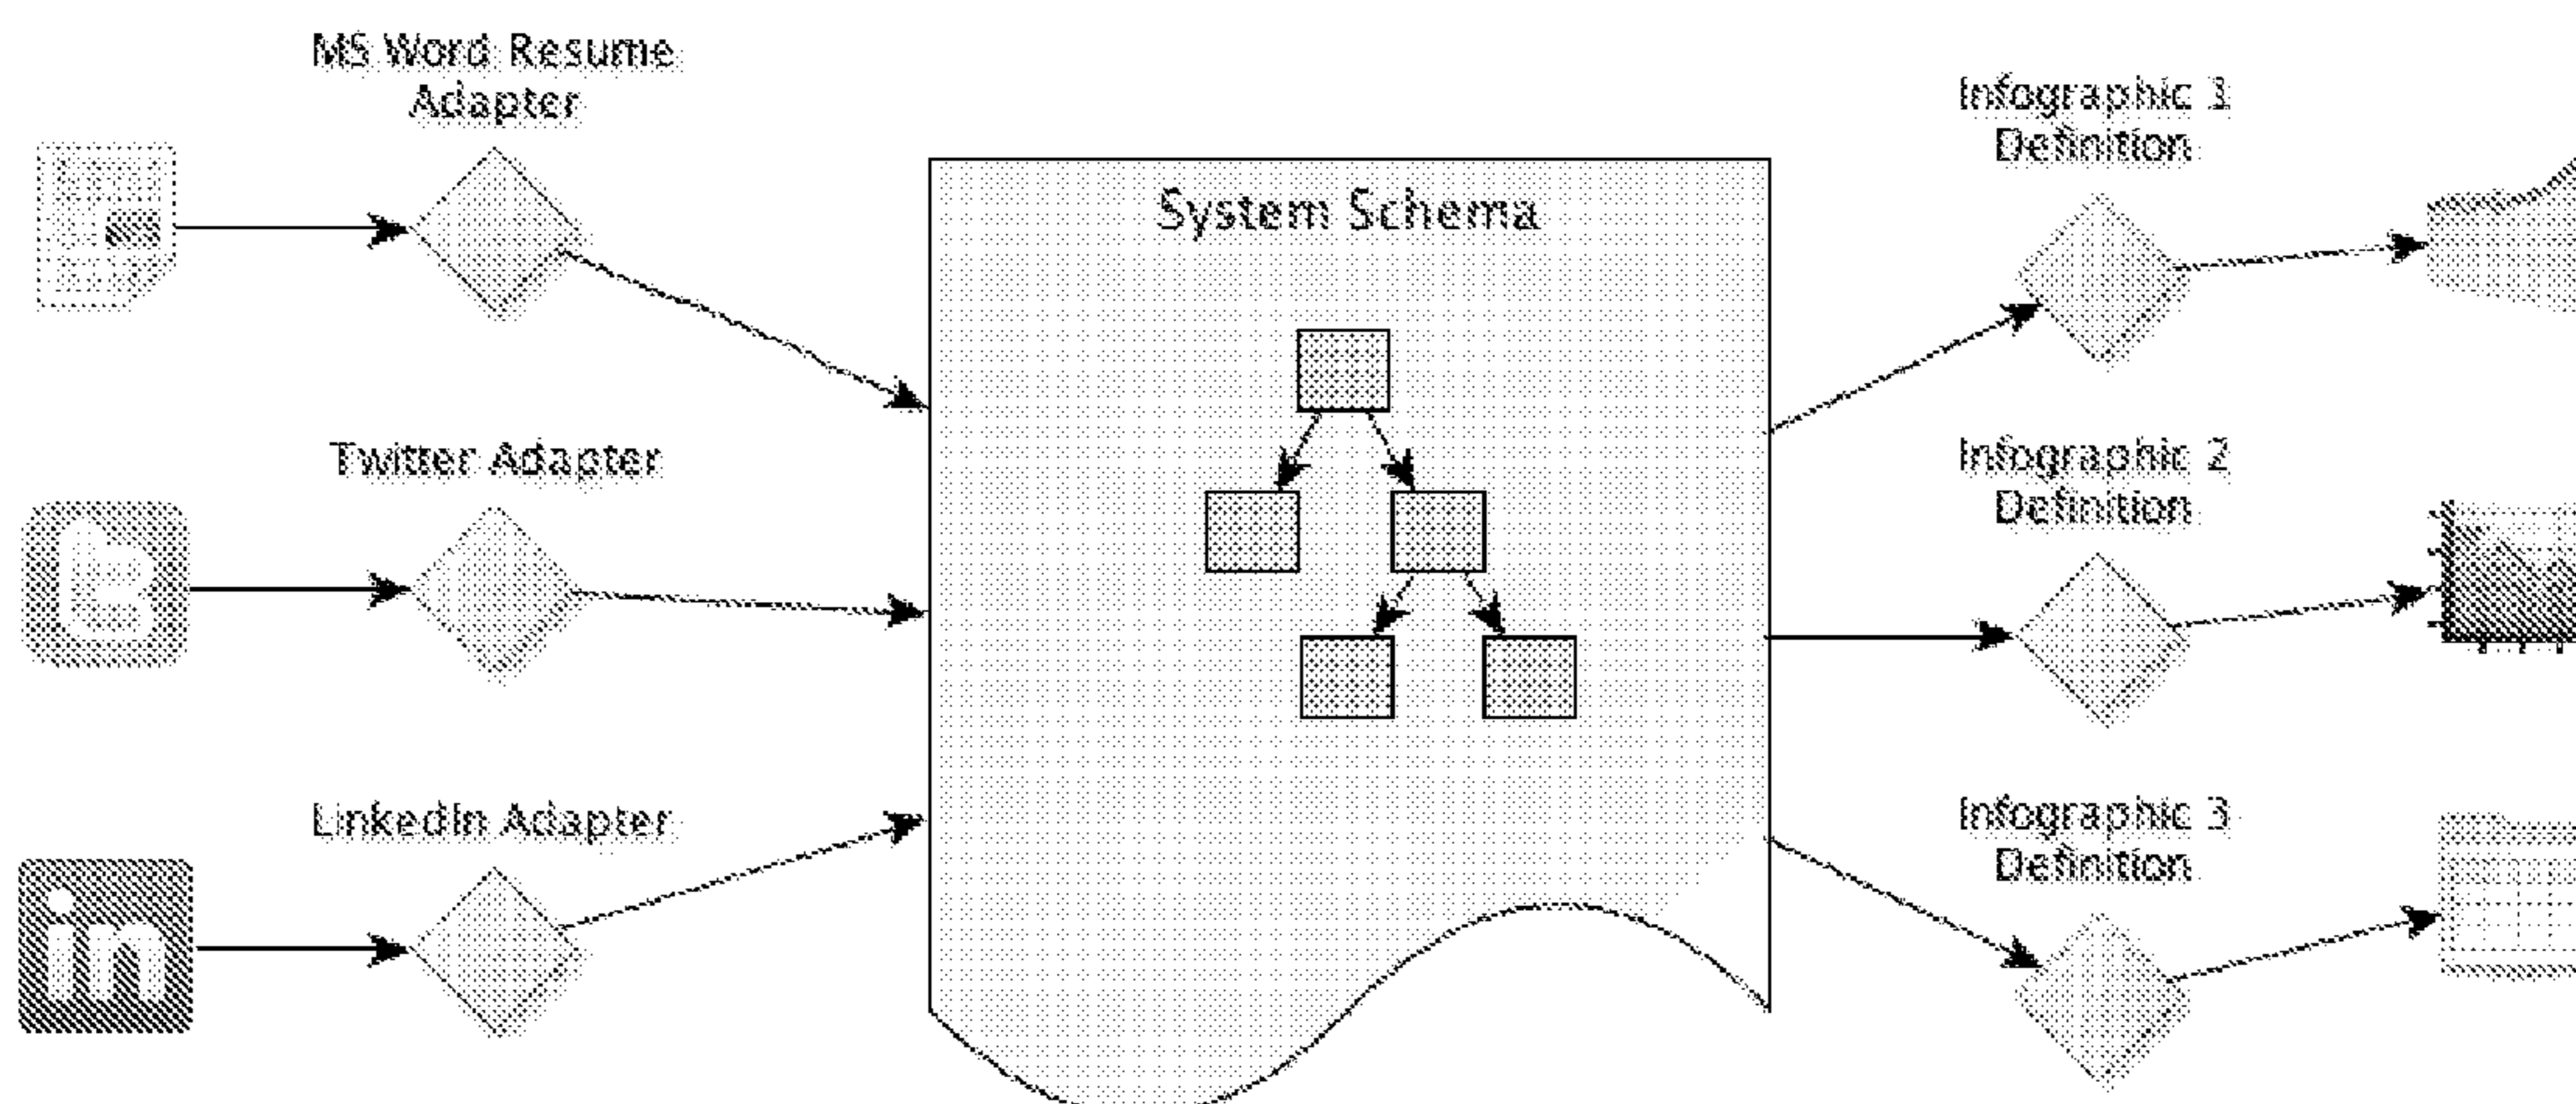 MS Word Resume
Adapter
Infographic 1
Definition
System Schema
Twitter Adapter
Infographic 2
Definition
LinkedIn Adapter
Infographic 3
Definition
t
in